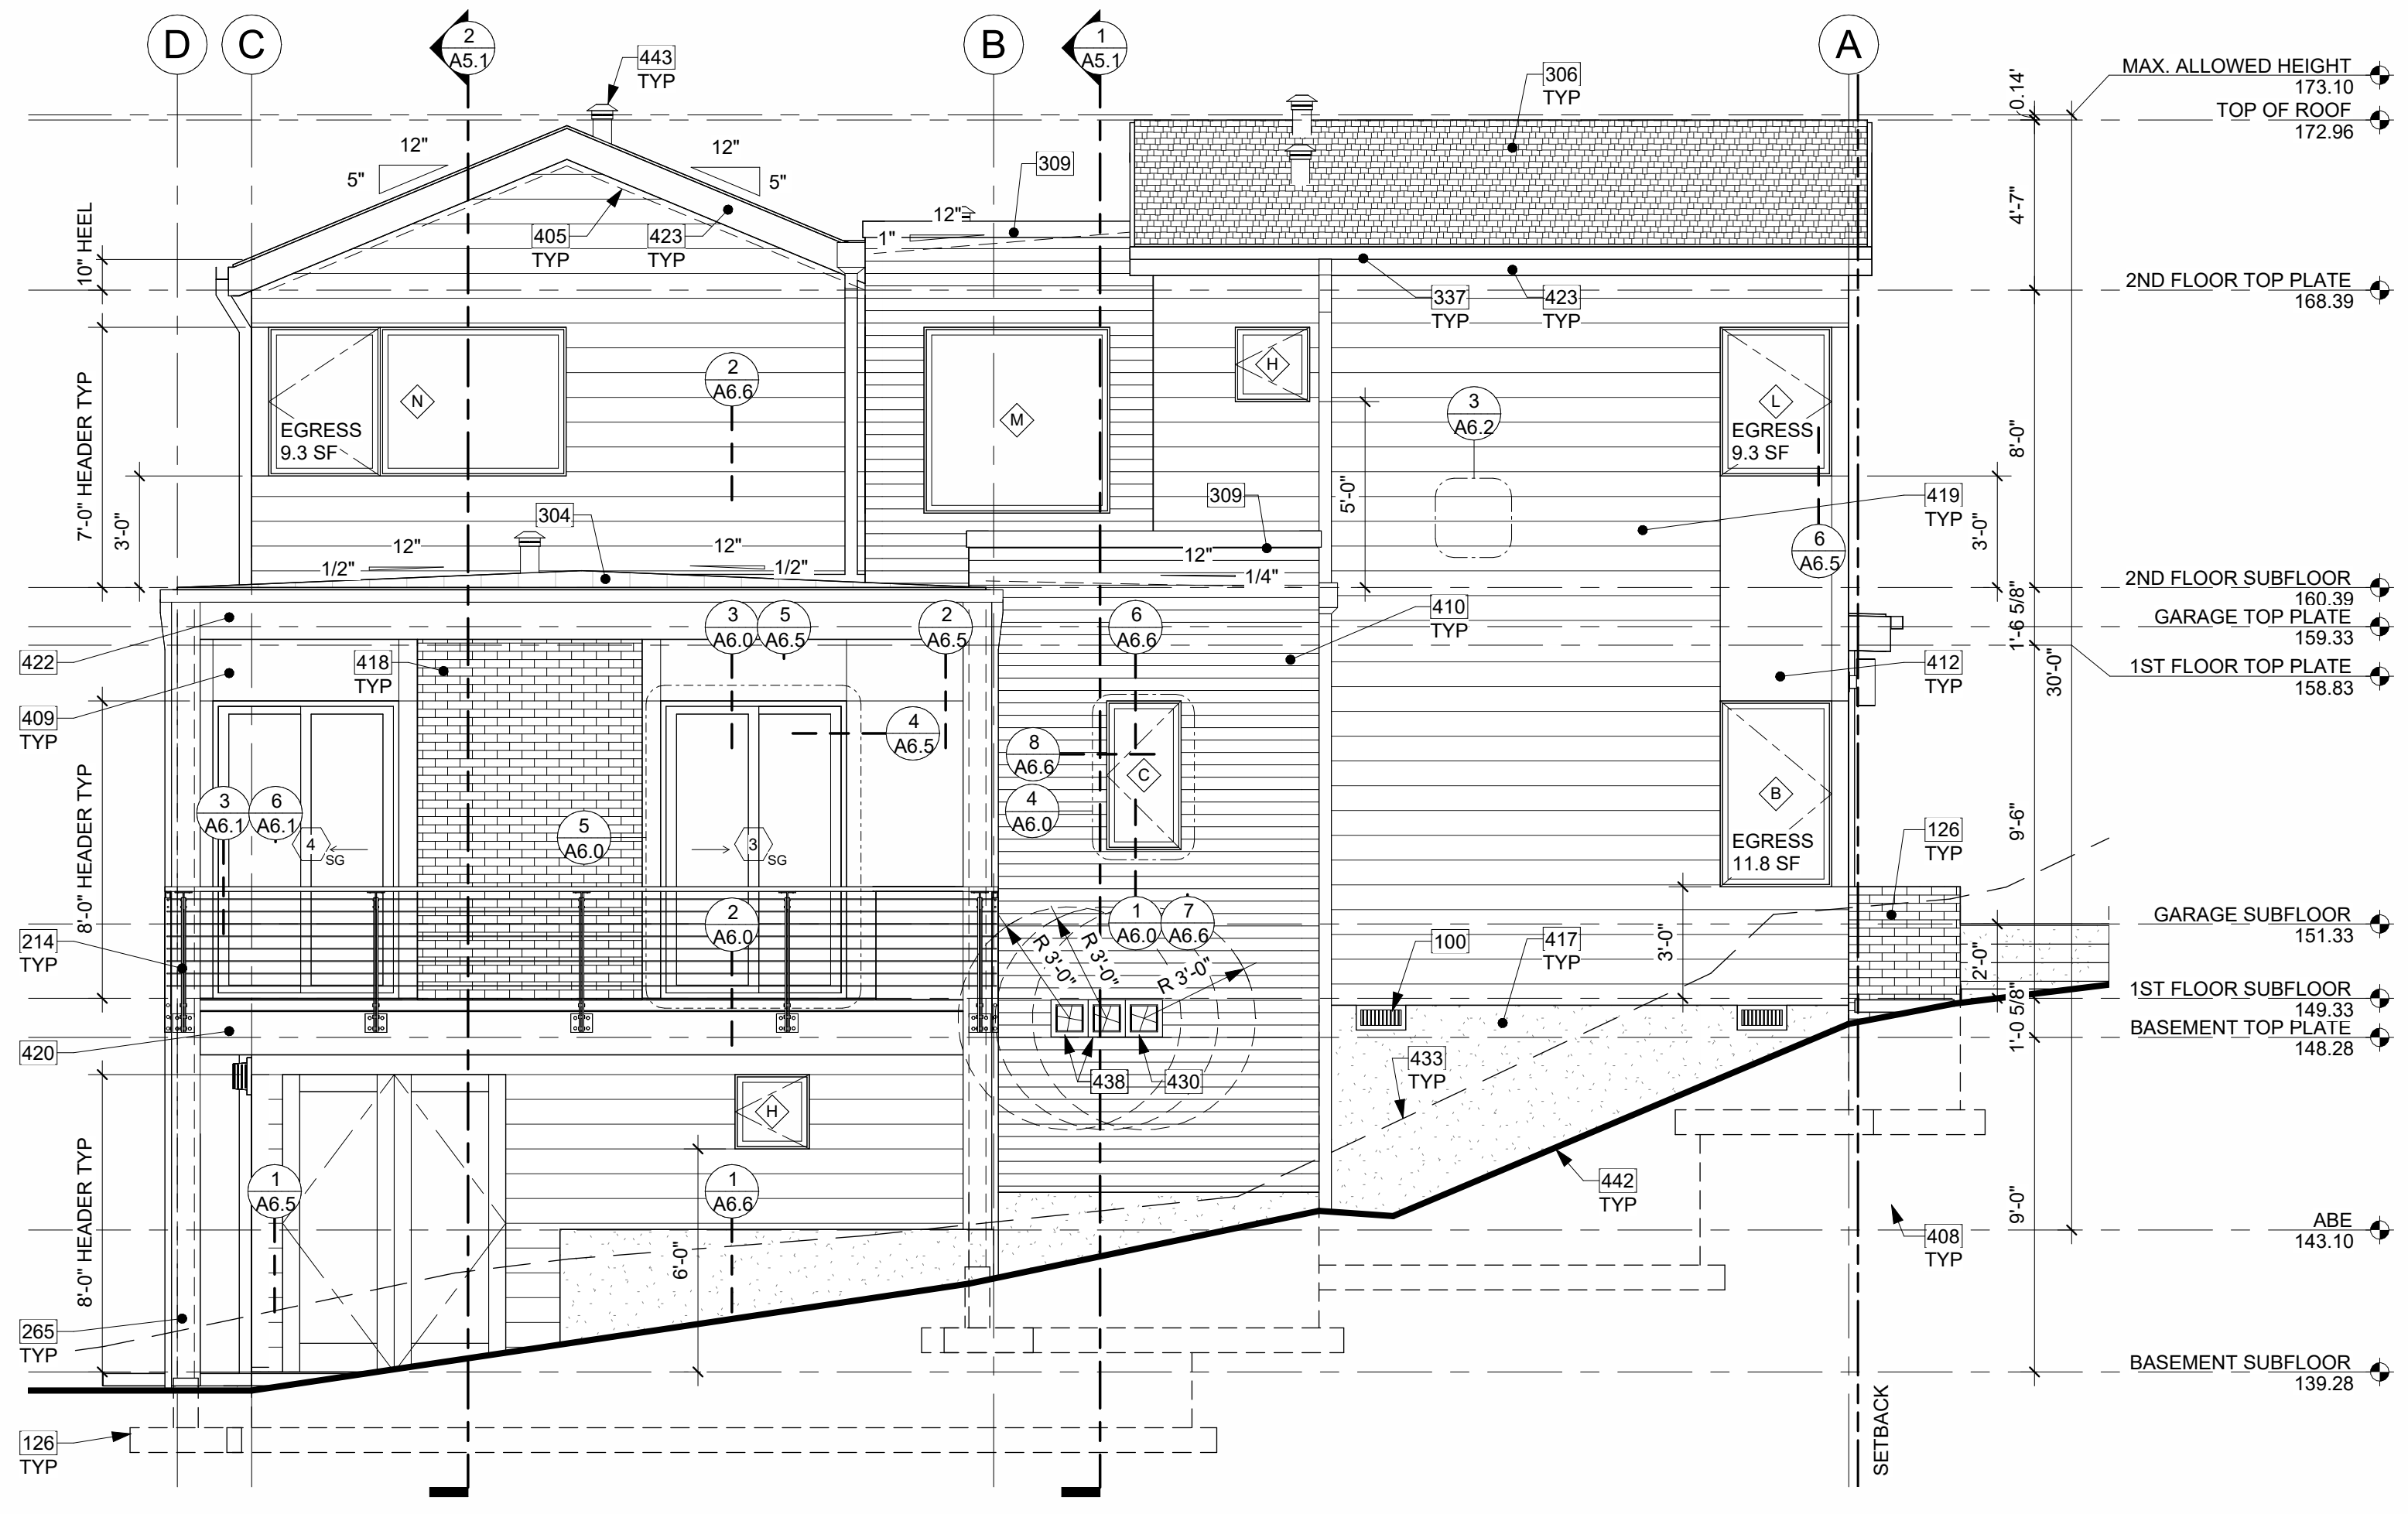 D
C
2
A5.1
443
TYP
B
1
A5.1
306
TYP
A
MAX. ALLOWED HEIGHT
173.10
TOP OF ROOF
172.96
0.14'
12"
5"
12"
5"
309
12"
1"
405
TYP
423
TYP
10" HEEL
4'-7"
337
TYP
423
TYP
2ND FLOOR TOP PLATE
168.39
7'-0" HEADER TYP
3'-0"
N
EGRESS
9.3 SF
2
A6.6
M
H
3
A6.2
L
EGRESS
9.3 SF
8'-0"
5'-0"
304
12"
1/2"
12"
1/2"
309
12"
1/4"
419
TYP
3'-0"
6
A6.5
2ND FLOOR SUBFLOOR
160.39
GARAGE TOP PLATE
159.33
1ST FLOOR TOP PLATE
158.83
1'-6 5/8"
30'-0"
422
409
TYP
418
TYP
3
A6.0
5
A6.5
2
A6.5
6
A6.6
410
TYP
412
TYP
4
A6.5
8
A6.6
4
A6.0
C
B
EGRESS
11.8 SF
8'-0" HEADER TYP
3
A6.1
6
A6.1
4
SG
5
A6.0
3
SG
126
TYP
9'-6"
2
A6.0
1
A6.0
7
A6.6
R 3'-0"
R 3'-0"
R 3'-0"
100
417
TYP
3'-0"
2'-0"
GARAGE SUBFLOOR
151.33
1ST FLOOR SUBFLOOR
149.33
BASEMENT TOP PLATE
148.28
1'-0 5/8"
214
TYP
420
438
430
433
TYP
H
8'-0" HEADER TYP
1
A6.5
1
A6.6
6'-0"
442
TYP
408
TYP
9'-0"
ABE
143.10
265
TYP
BASEMENT SUBFLOOR
139.28
SETBACK
126
TYP